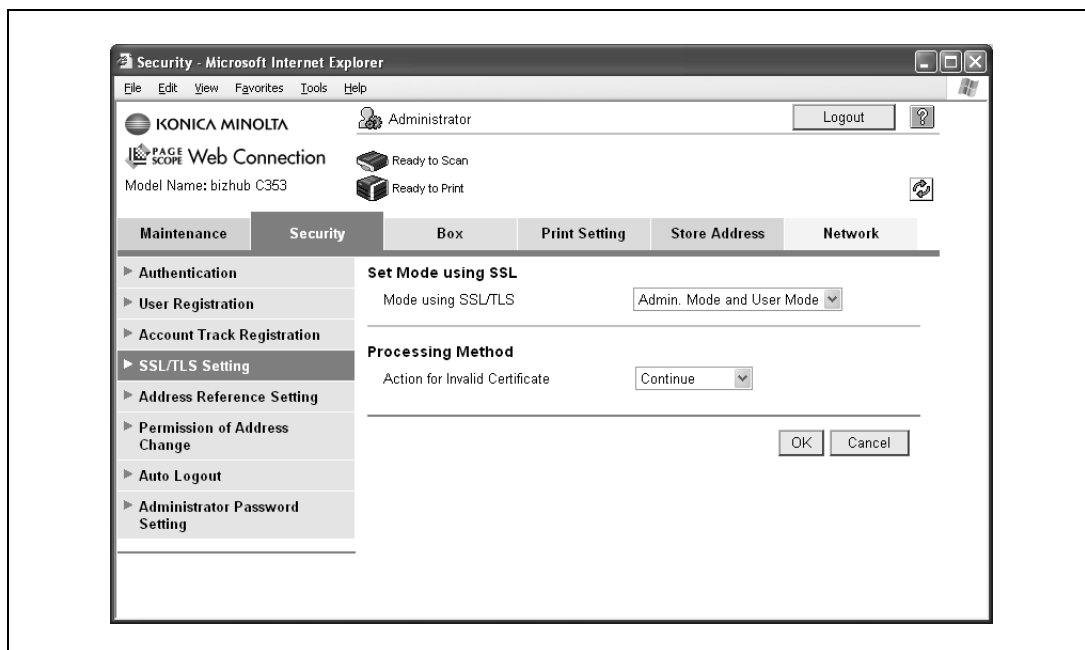 Security - Microsoft Internet Explorer
File Edit View Favorites Tools Help
KONICA MINOLTA
Administrator
Logout
?
PAGE SCOPE Web Connection
Ready to Scan
Model Name: bizhub C353
Ready to Print
Maintenance Security Box Print Setting Store Address Network
Authentication
User Registration
Account Track Registration
SSL/TLS Setting
Address Reference Setting
Permission of Address
Change
Auto Logout
Administrator Password
Setting
Set Mode using SSL
Mode using SSL/TLS Admin. Mode and User Mode
Processing Method
Action for Invalid Certificate Continue
OK Cancel